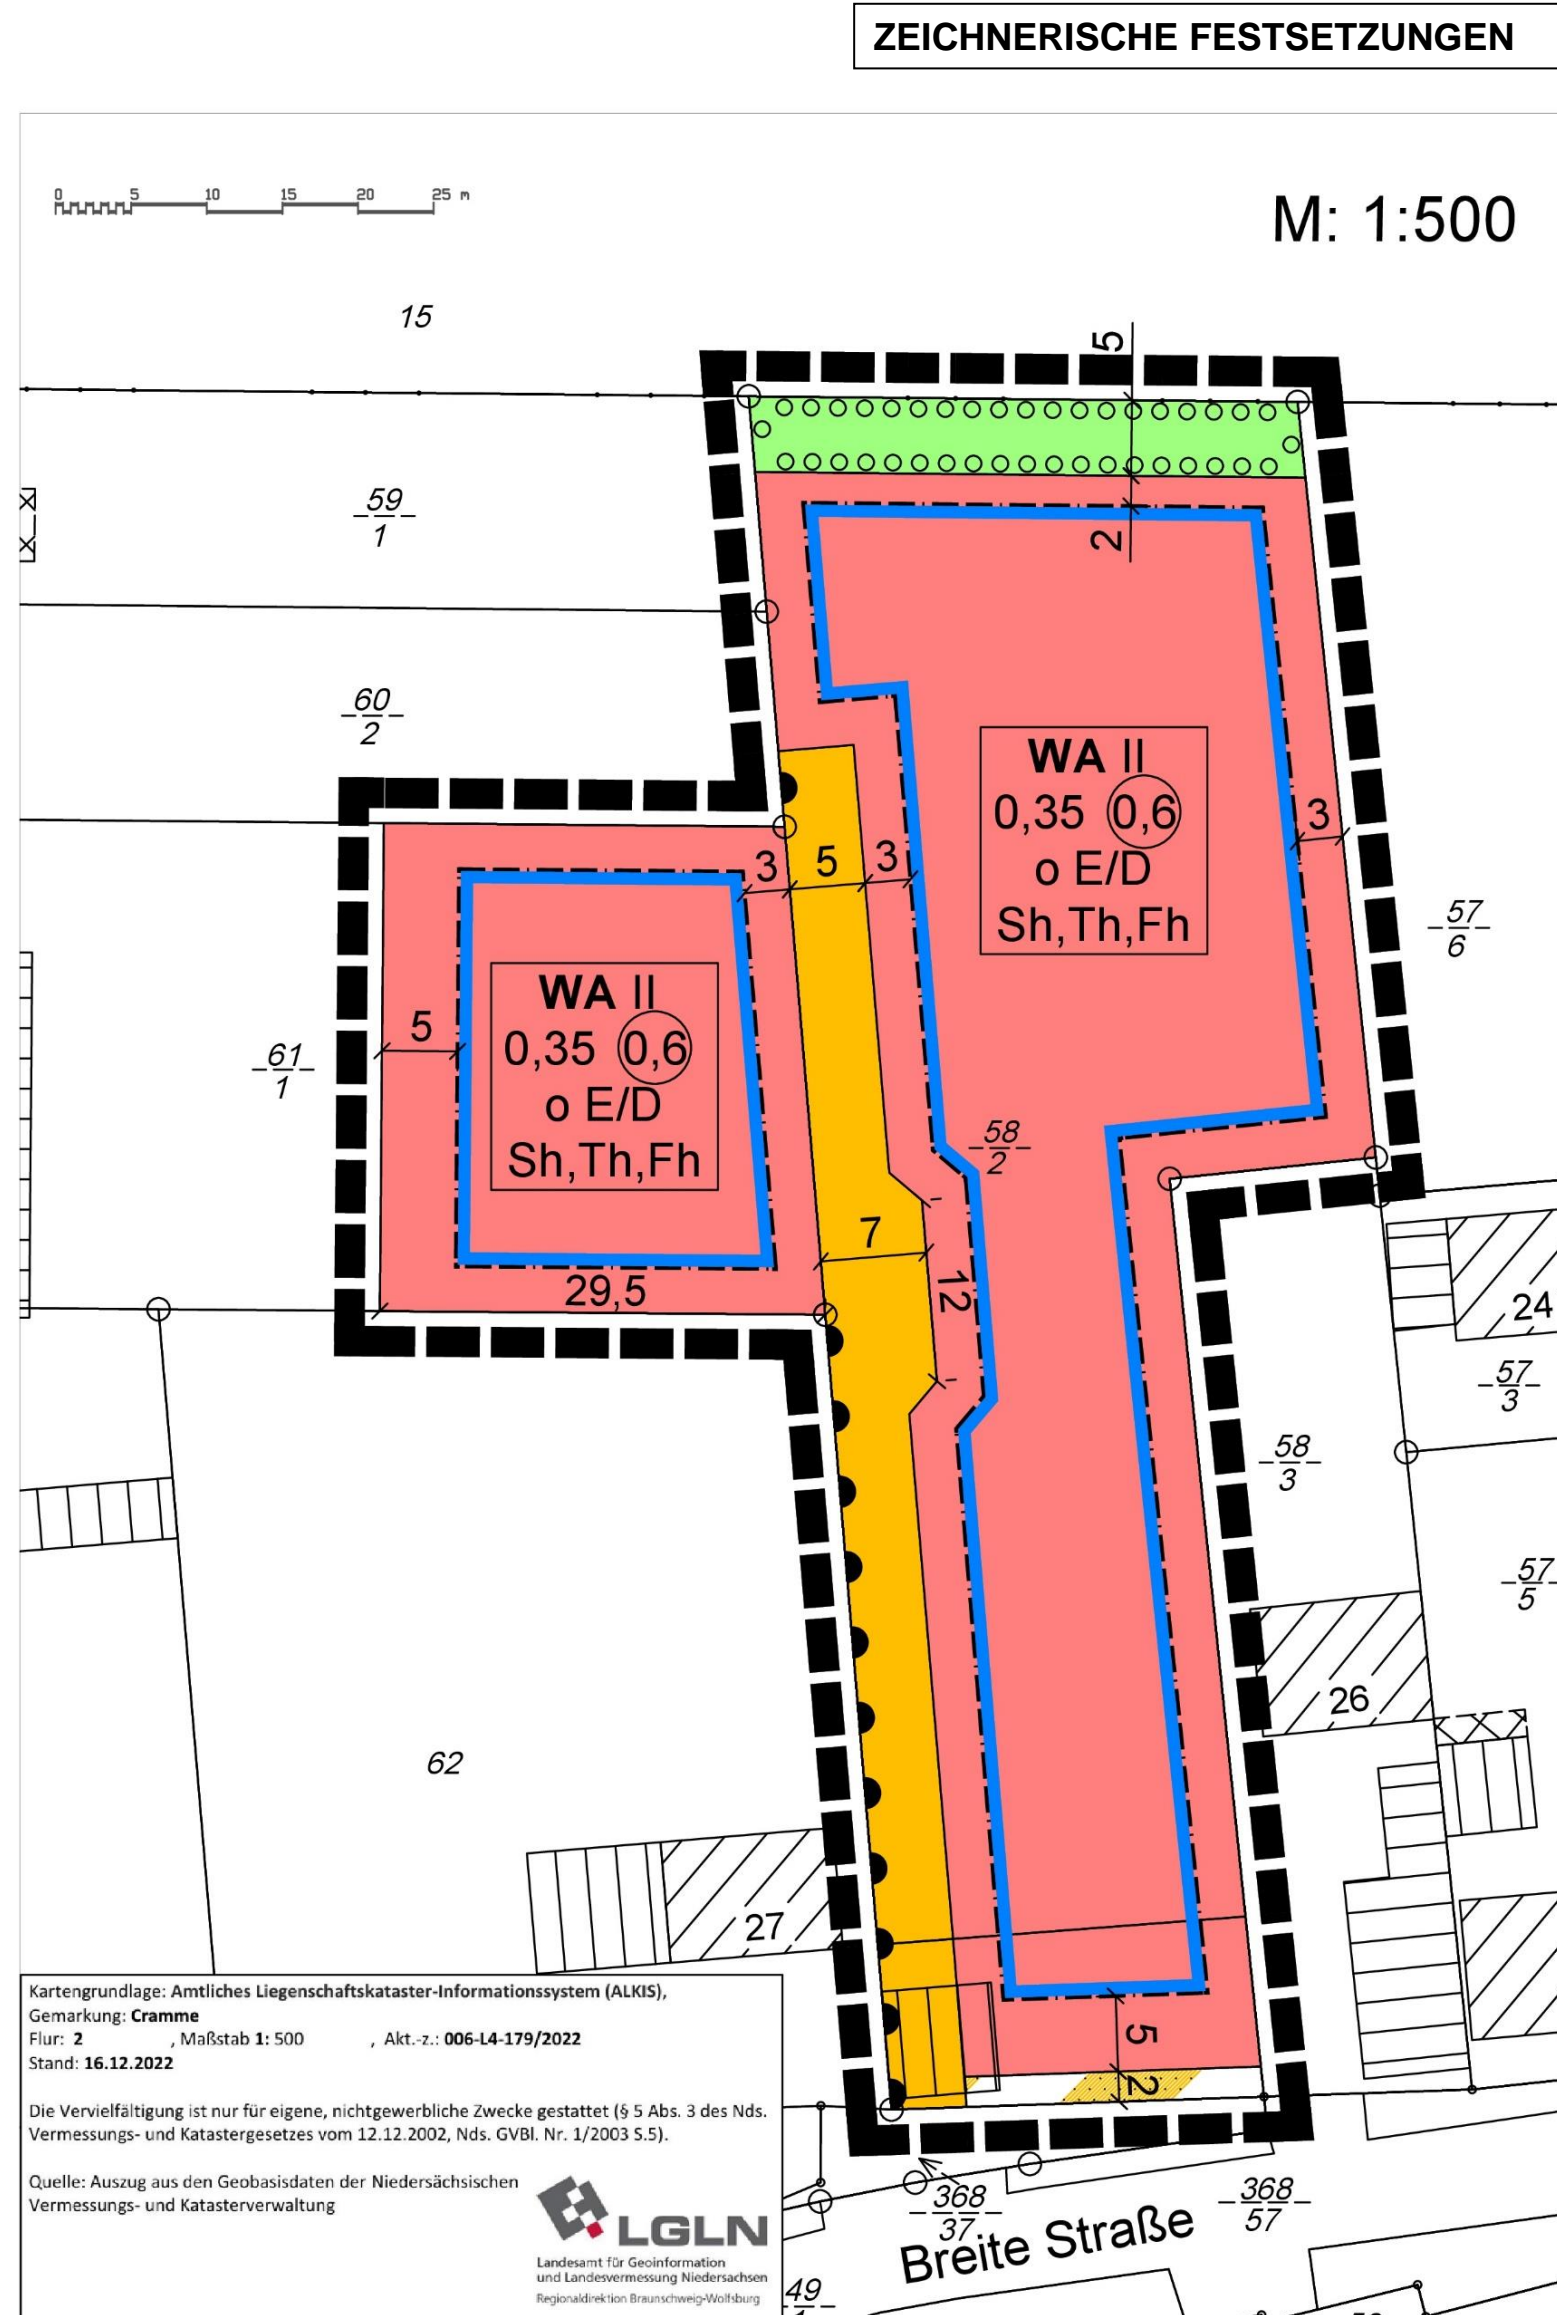 ZEICHNERISCHE FESTSETZUNGEN
0 5 10 15 20 25 m
M: 1:500
15
5
59
1
2
60
2
WA II
0,35 0,6
o E/D
Sh,Th,Fh
3
3 5 3
57
6
WA II
0,35 0,6
o E/D
Sh,Th,Fh
5
61
1
58
2
7
12
29,5
24
57
3
58
3
57
5
26
62
27
5
2
Kartengrundlage: Amtliches Liegenschaftskataster-Informationssystem (ALKIS),
Gemarkung: Cramme
Flur: 2 , Maßstab 1: 500 , Akt.-z.: 006-L4-179/2022
Stand: 16.12.2022
Die Vervielfältigung ist nur für eigene, nichtgewerbliche Zwecke gestattet (§ 5 Abs. 3 des Nds.
Vermessungs- und Katastergesetzes vom 12.12.2002, Nds. GVBl. Nr. 1/2003 S.5).
Quelle: Auszug aus den Geobasisdaten der Niedersächsischen
Vermessungs- und Katasterverwaltung
LGLN
Landesamt für Geoinformation
und Landesvermessung Niedersachsen
Regionaldirektion Braunschweig-Wolfsburg
368
37
368
57
Breite Straße
49